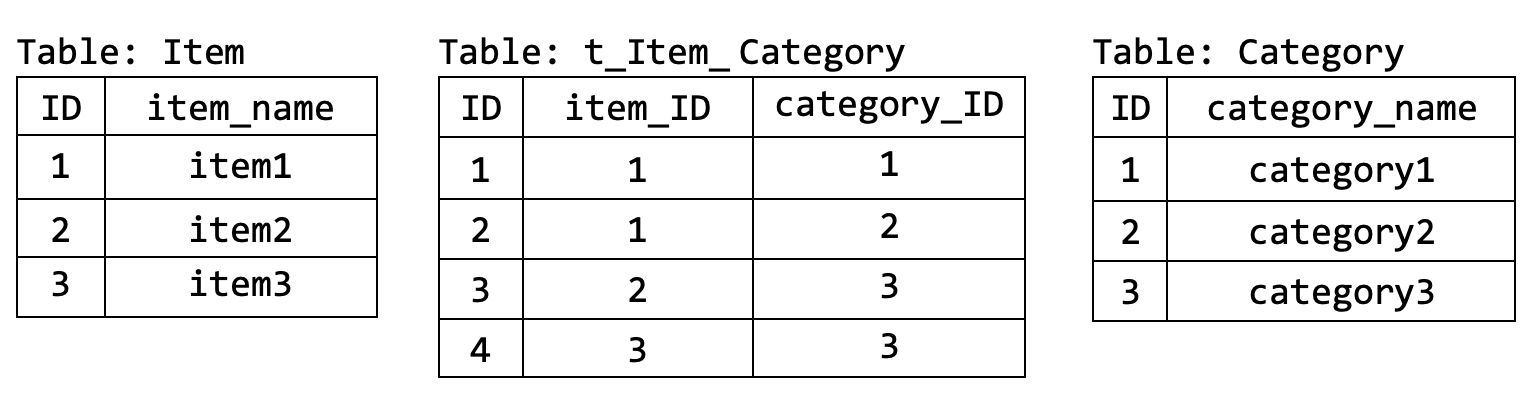 Table: Item
ID item_name
1 item1
2 item2
3 item3
Table: t_Item_ Category
ID item_ID category_ID
1 1 1
2 1 2
3 2 3
4 3 3
Table: Category
ID category_name
1 category1
2 category2
3 category3